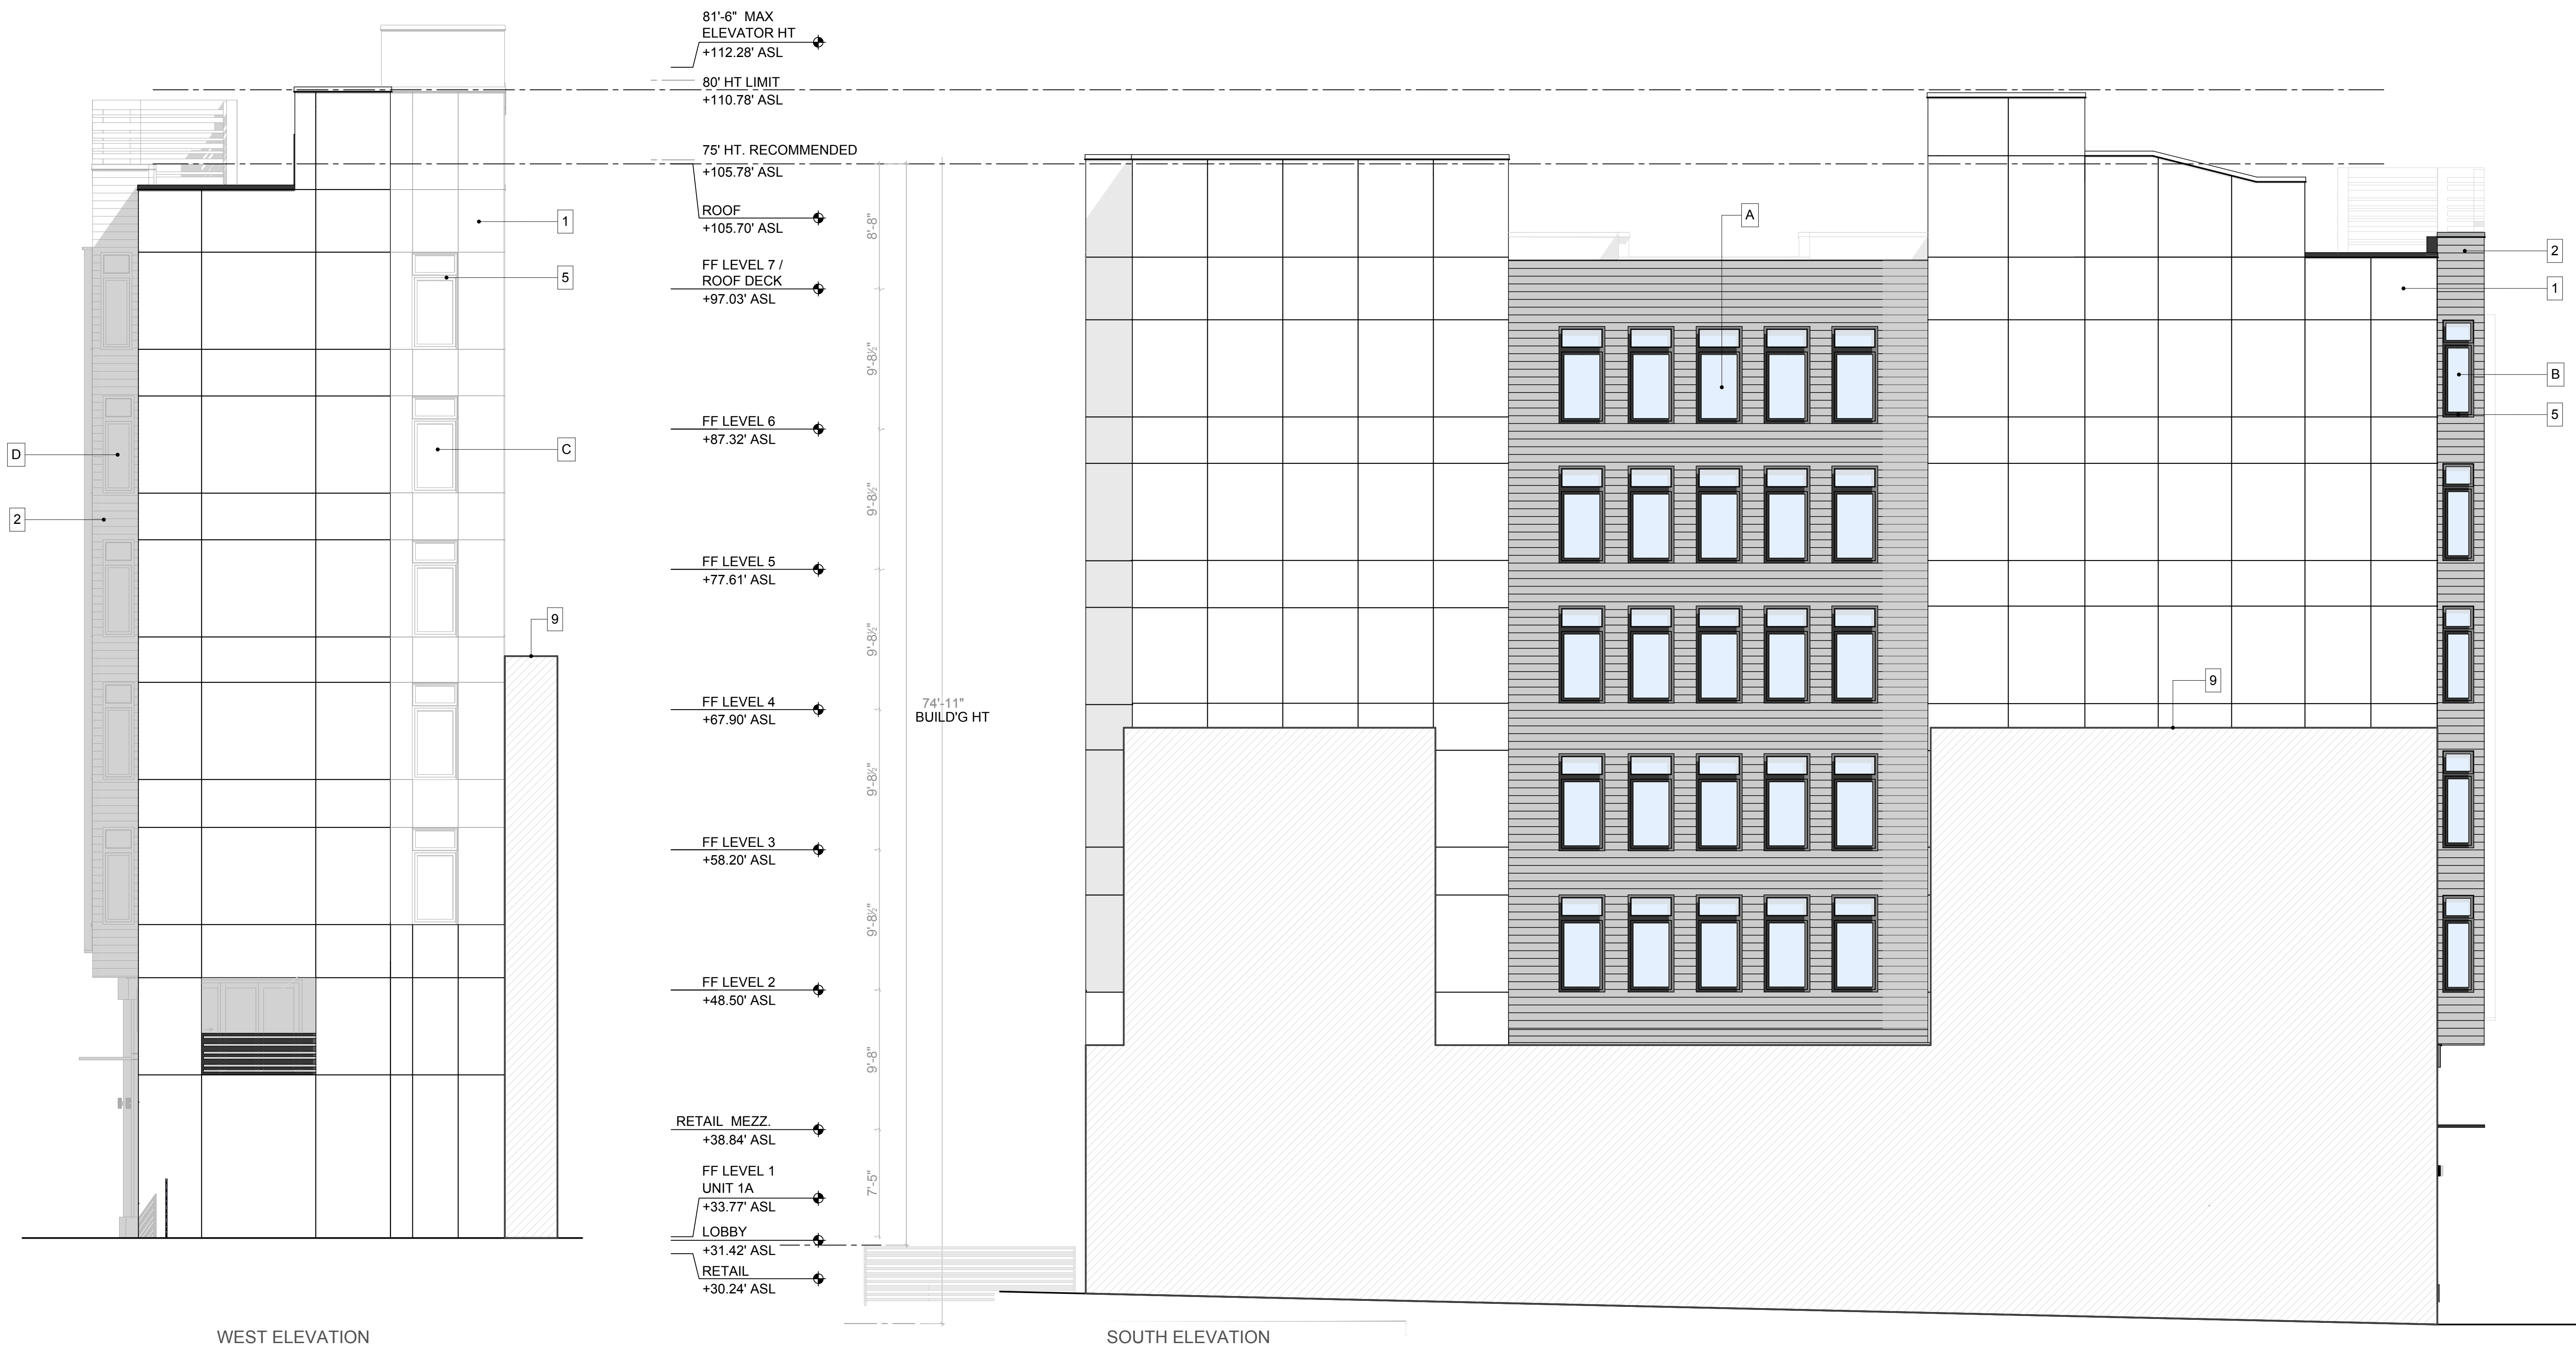 81'-6" MAX
ELEVATOR HT
+112.28' ASL
80' HT LIMIT
+110.78' ASL
75' HT. RECOMMENDED
+105.78' ASL
ROOF
+105.70' ASL
8'-8"
FF LEVEL 7 /
ROOF DECK
+97.03' ASL
9'-8½"
FF LEVEL 6
+87.32' ASL
9'-8½"
FF LEVEL 5
+77.61' ASL
9'-8½"
FF LEVEL 4
+67.90' ASL
9'-8½"
FF LEVEL 3
+58.20' ASL
9'-8½"
FF LEVEL 2
+48.50' ASL
9'-8"
RETAIL MEZZ.
+38.84' ASL
7'-5"
FF LEVEL 1
UNIT 1A
+33.77' ASL
LOBBY
+31.42' ASL
RETAIL
+30.24' ASL
74'-11"
BUILD'G HT
1
5
C
D
2
9
WEST ELEVATION
A
2
1
B
5
9
SOUTH ELEVATION